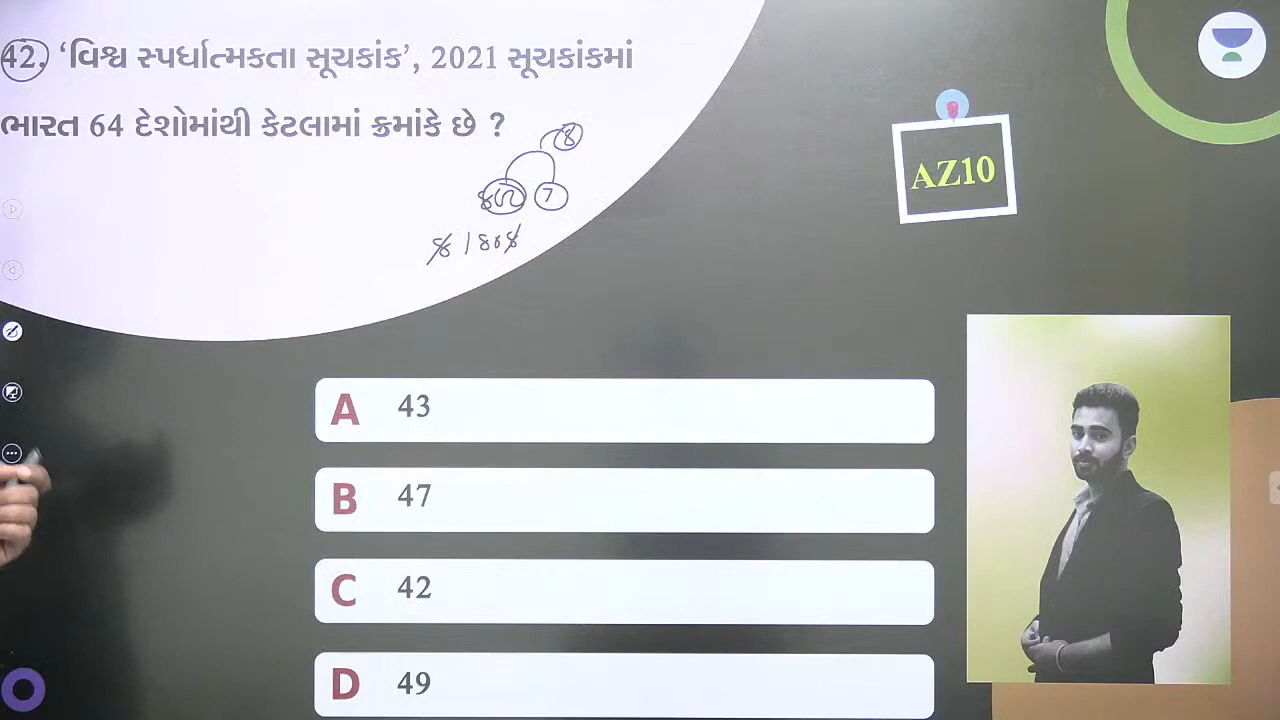 42. ‘વિશ્વ સ્પર્ધાત્મકતા સૂચકાંક’, 2021 સૂચકાંકમાં
ભારત 64 દેશોમાંથી કેટલામાં ક્રમાંકે છે ?
AZ10
A 43
B 47
C 42
D 49